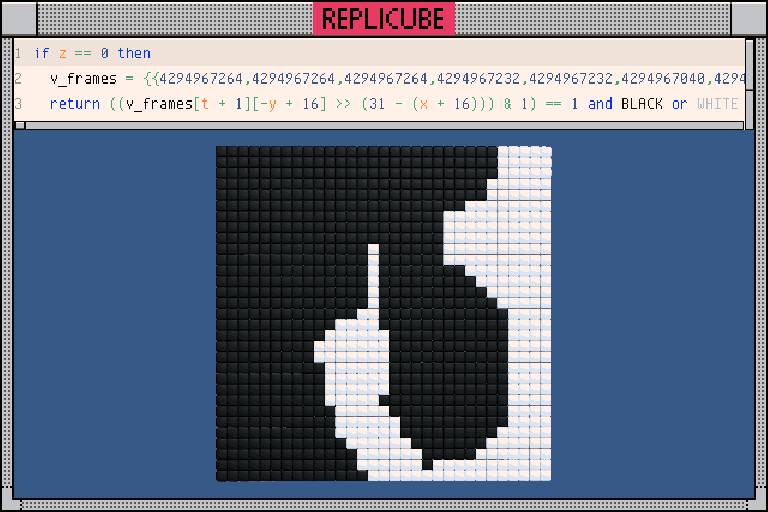 REPLICUBE
1 if z == 0 then
2 v_frames = {{4294967264,4294967264,4294967264,4294967232,4294967232,4294967040,4294
3 return ((v_frames[t + 1][-y + 16] >> (31 - (x + 16))) & 1) == 1 and BLACK or WHITE